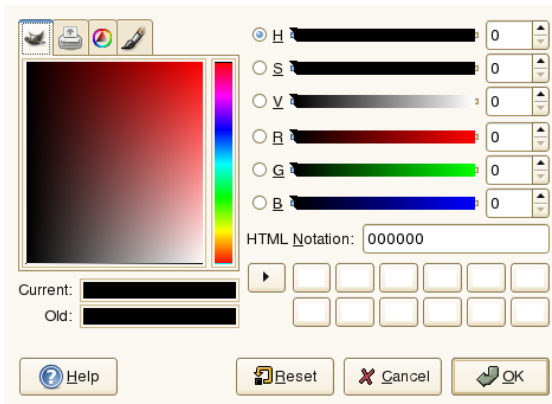 H 0
S 0
V 0
R 0
G 0
B 0
HTML Notation: 000000
Current:
Old:
Help Reset Cancel OK